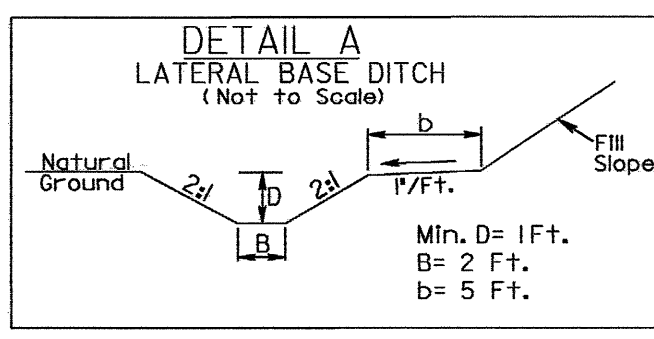 DETAIL A
LATERAL BASE DITCH
(Not to Scale)
b
Natural
Ground
2:1
D
2:1
1"/Ft.
Fill
Slope
B
Min. D= 1Ft.
B= 2 Ft.
b= 5 Ft.